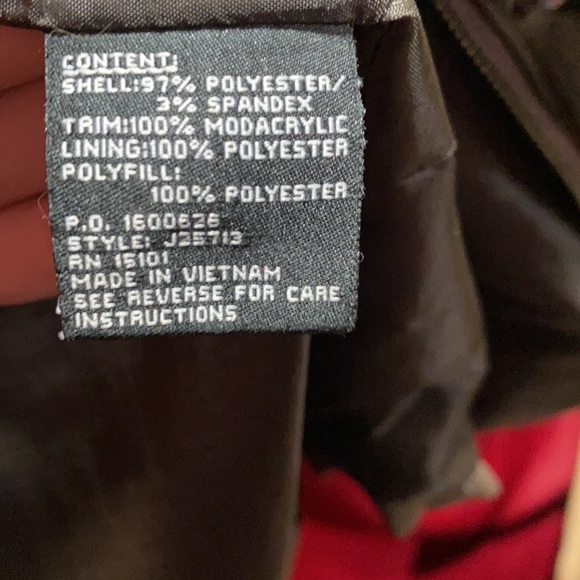 CONTENT:
SHELL:97% POLYESTER/
3% SPANDEX
TRIM:100% MODACRYLIC
LINING:100% POLYESTER
POLYFILL:
100% POLYESTER
P.O. 1600626
STYLE: J25713
RN 15101
MADE IN VIETNAM
SEE REVERSE FOR CARE
INSTRUCTIONS